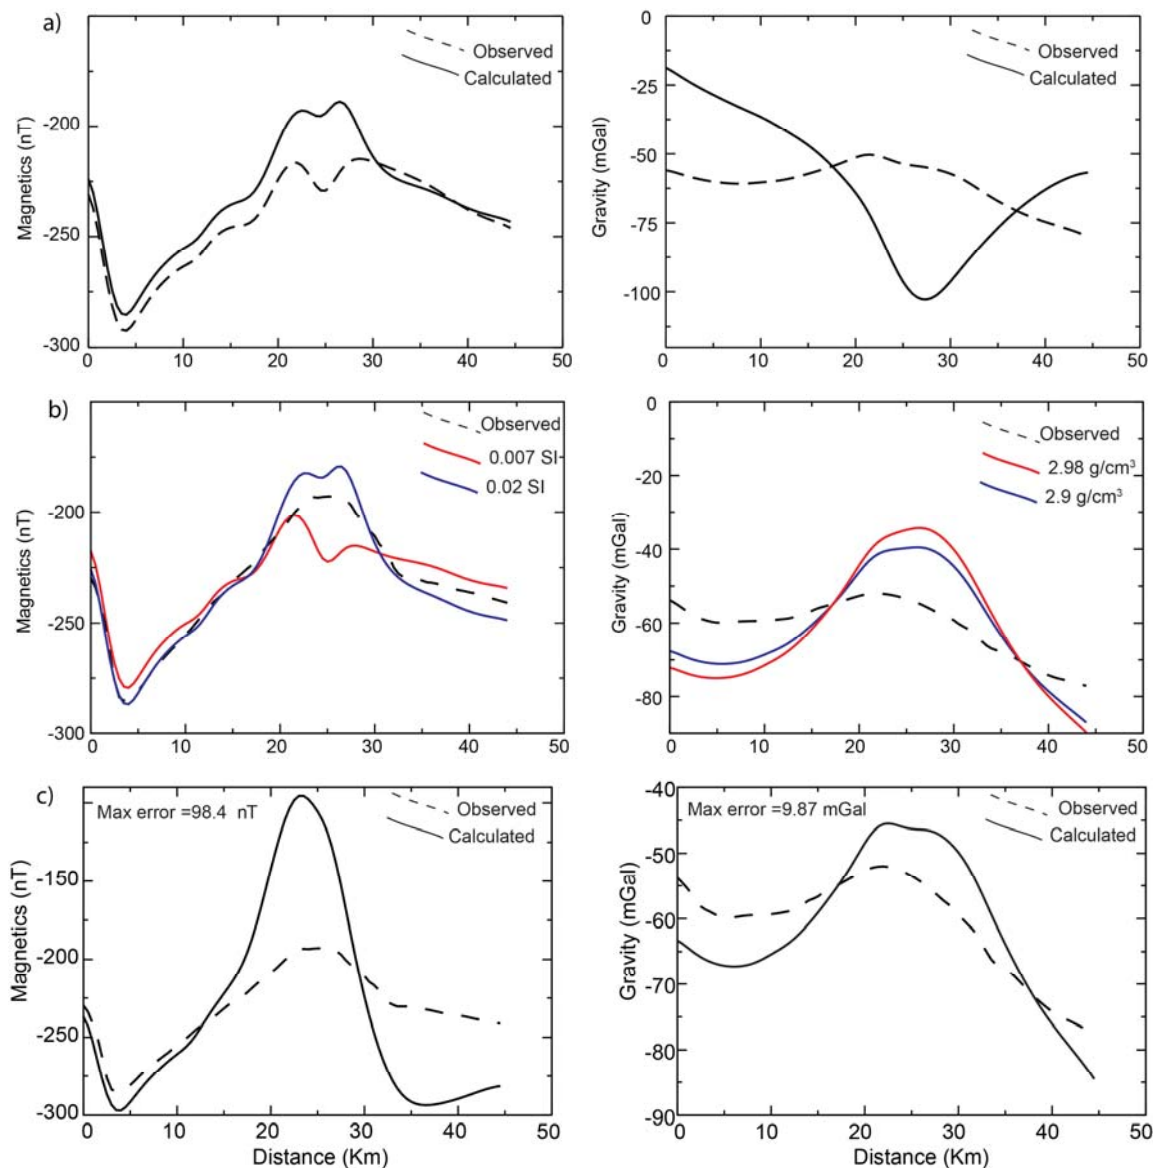 a)
Observed
Calculated
Magnetics (nT)
-200
-250
-300
0 10 20 30 40 50
Observed
Calculated
Gravity (mGal)
0
-25
-50
-75
-100
0 10 20 30 40 50
b)
Observed
0.007 SI
0.02 SI
Magnetics (nT)
-200
-250
-300
0 10 20 30 40 50
Observed
2.98 g/cm³
2.9 g/cm³
Gravity (mGal)
0
-20
-40
-60
-80
0 10 20 30 40 50
c)
Max error =98.4 nT
Observed
Calculated
Magnetics (nT)
-150
-200
-250
-300
0 10 20 30 40 50
Distance (Km)
Max error =9.87 mGal
Observed
Calculated
Gravity (mGal)
-40
-50
-60
-70
-80
-90
0 10 20 30 40 50
Distance (Km)